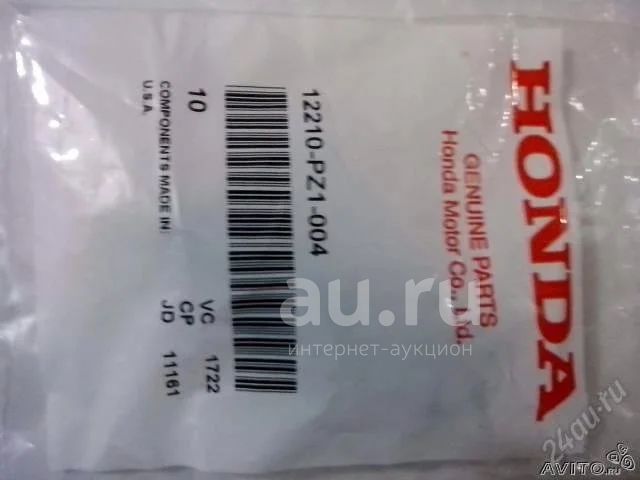 HONDA
GENUINE PARTS
Honda Motor Co., Ltd.
12210-PZ1-004
10
VC 1722
CP
JD 11161
COMPONENTS MADE IN:
U.S.A.
au.ru
интернет-аукцион
24au.ru
AVITO.RU